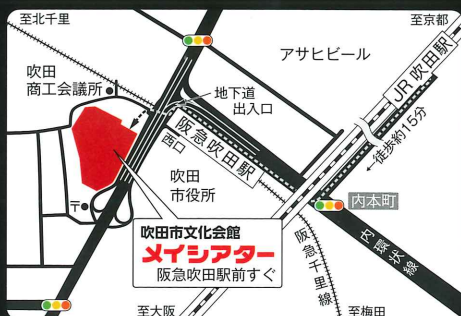 至北千里
至京都
アサヒビール
吹田
商工会議所
地下道
出入口
JR吹田駅
←徒歩約15分
阪急吹田駅
西口
吹田
市役所
〒
内本町
吹田市文化会館
メイシアター
阪急吹田駅前すぐ
内環状線
阪急千里線
至大阪
至梅田